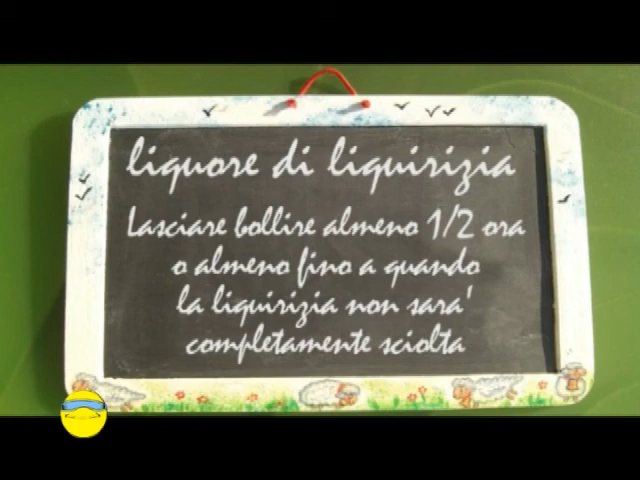 liquore di liquirizia
Lasciare bollire almeno 1/2 ora
o almeno fino a quando
la liquirizia non sara'
completamente sciolta